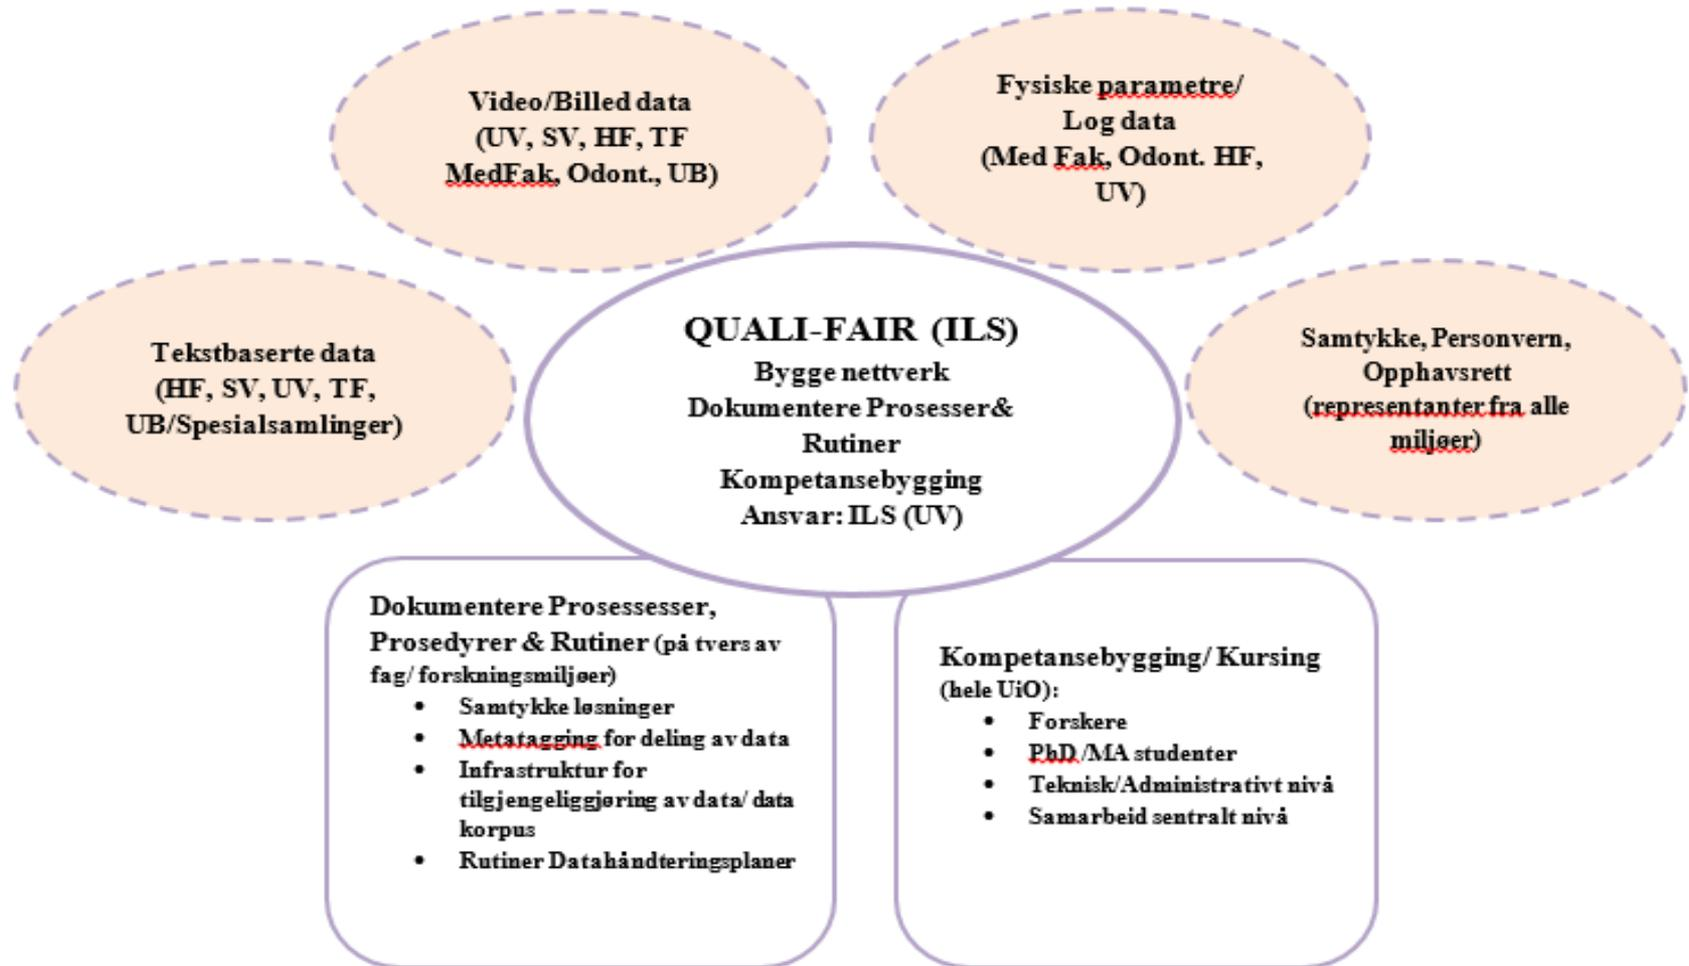 Video/Billed data
(UV, SV, HF, TF
MedFak, Odont., UB)
Fysiske parametre/
Log data
(Med Fak, Odont. HF,
UV)
Tekstbaserte data
(HF, SV, UV, TF,
UB/Spesialsamlinger)
QUALI-FAIR (ILS)
Bygge nettverk
Dokumentere Prosesser&
Rutiner
Kompetansebygging
Ansvar: ILS (UV)
Samtykke, Personvern,
Opphavsrett
(representanter fra alle
miljøer)
Dokumentere Prosessesser,
Prosedyrer & Rutiner (på tvers av
fag/ forskningsmiljøer)
• Samtykke løsninger
• Metatagging for deling av data
• Infrastruktur for
tilgjengeliggjøring av data/ data
korpus
• Rutiner Datahåndteringsplaner
Kompetansebygging/ Kursing
(hele UiO):
• Forskere
• PhD /MA studenter
• Teknisk/Administrativt nivå
• Samarbeid sentralt nivå